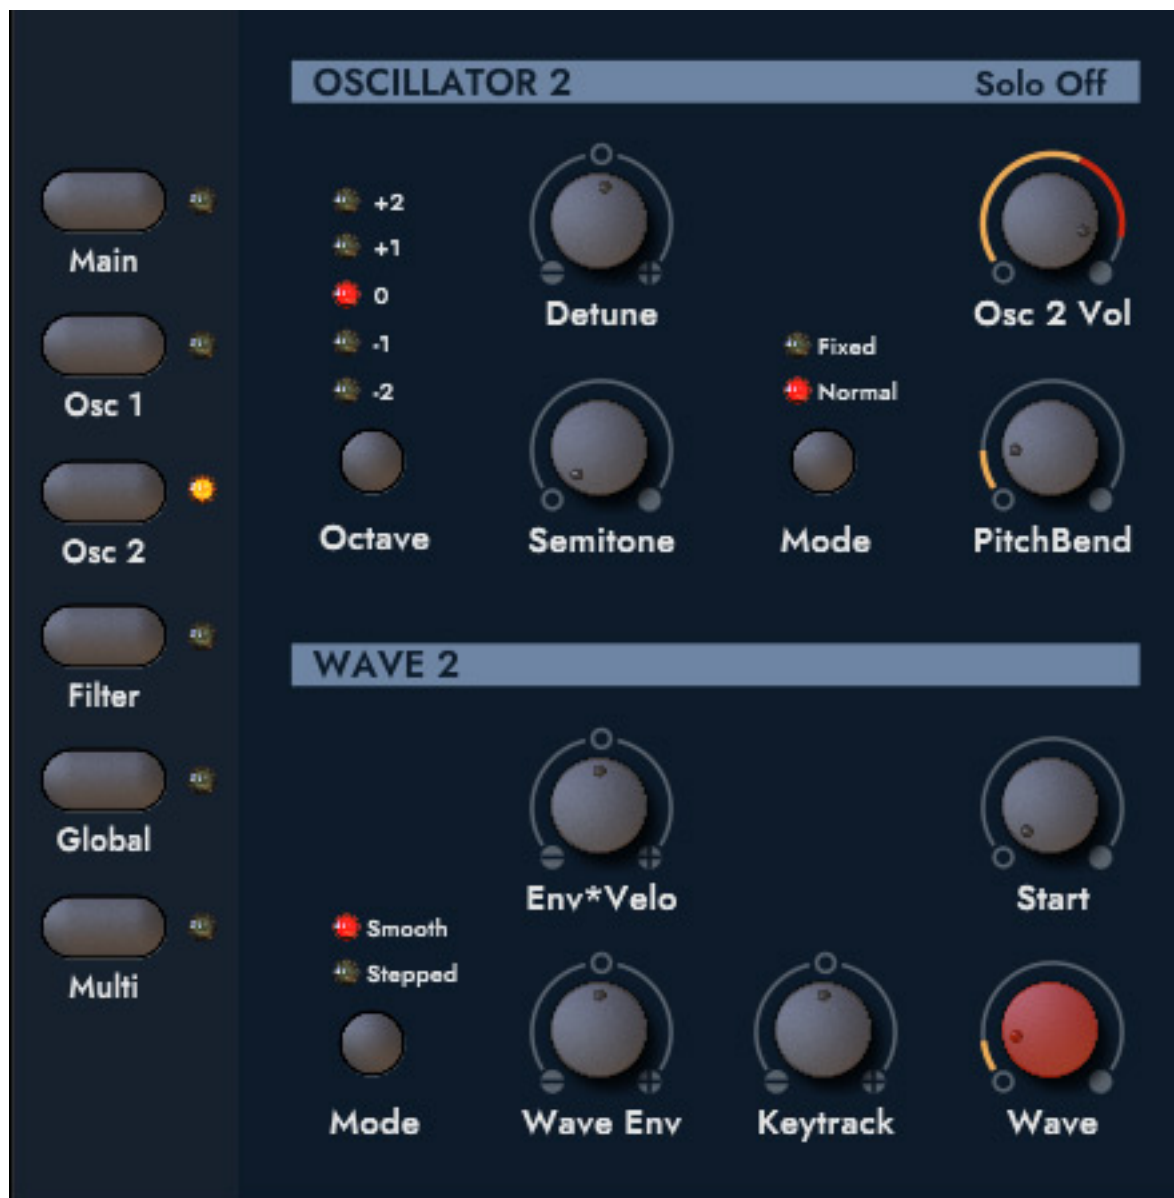 OSCILLATOR 2 Solo Off
Main
Osc 1
Osc 2
Filter
Global
Multi
+2
+1
0
-1
-2
Octave
Detune
Semitone
Fixed
Normal
Mode
Osc 2 Vol
PitchBend
WAVE 2
Env*Velo
Start
Smooth
Stepped
Mode
Wave Env
Keytrack
Wave